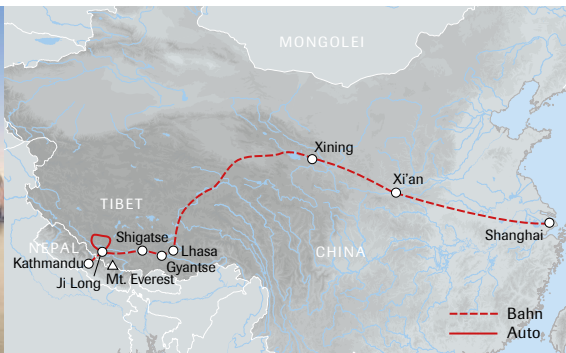 MONGOLEI
Xining
Xi'an
TIBET
Shigatse
Lhasa
Shanghai
NEPAL
CHINA
Kathmandu
Gyantse
Ji Long
Mt. Everest
Bahn
Auto